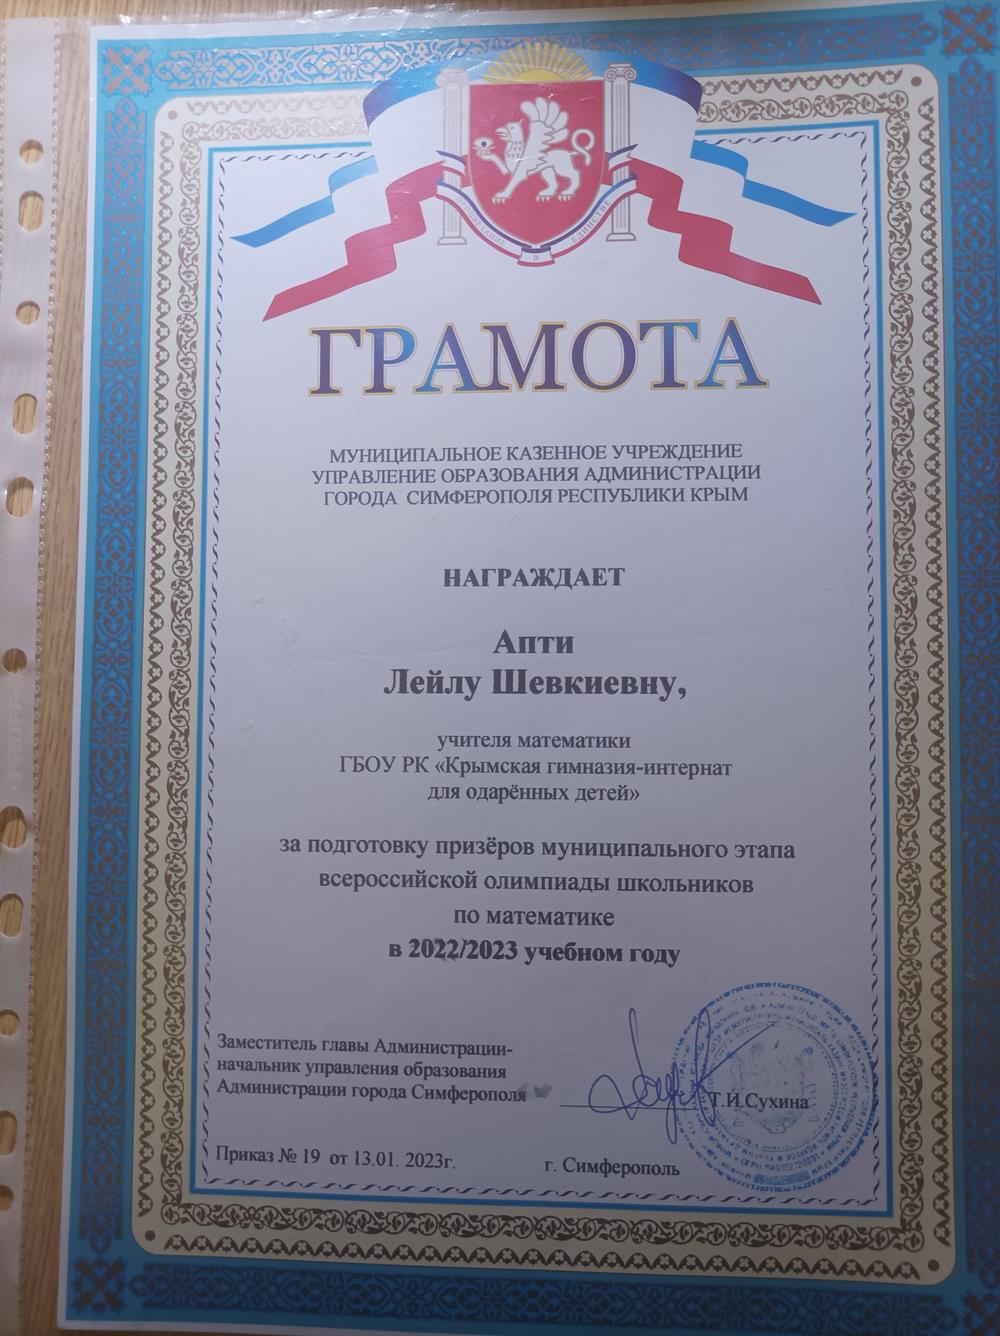 ПРОЦВЕТАНИЕ В ЕДИНСТВЕ
ГРАМОТА
МУНИЦИПАЛЬНОЕ КАЗЕННОЕ УЧРЕЖДЕНИЕ
УПРАВЛЕНИЕ ОБРАЗОВАНИЯ АДМИНИСТРАЦИИ
ГОРОДА СИМФЕРОПОЛЯ РЕСПУБЛИКИ КРЫМ
НАГРАЖДАЕТ
Апти
Лейлу Шевкиевну,
учителя математики
ГБОУ РК «Крымская гимназия-интернат
для одарённых детей»
за подготовку призёров муниципального этапа
всероссийской олимпиады школьников
по математике
в 2022/2023 учебном году
Заместитель главы Администрации-
начальник управления образования
Администрации города Симферополя
Т.И.Сухина
Приказ № 19 от 13.01. 2023г.
г. Симферополь